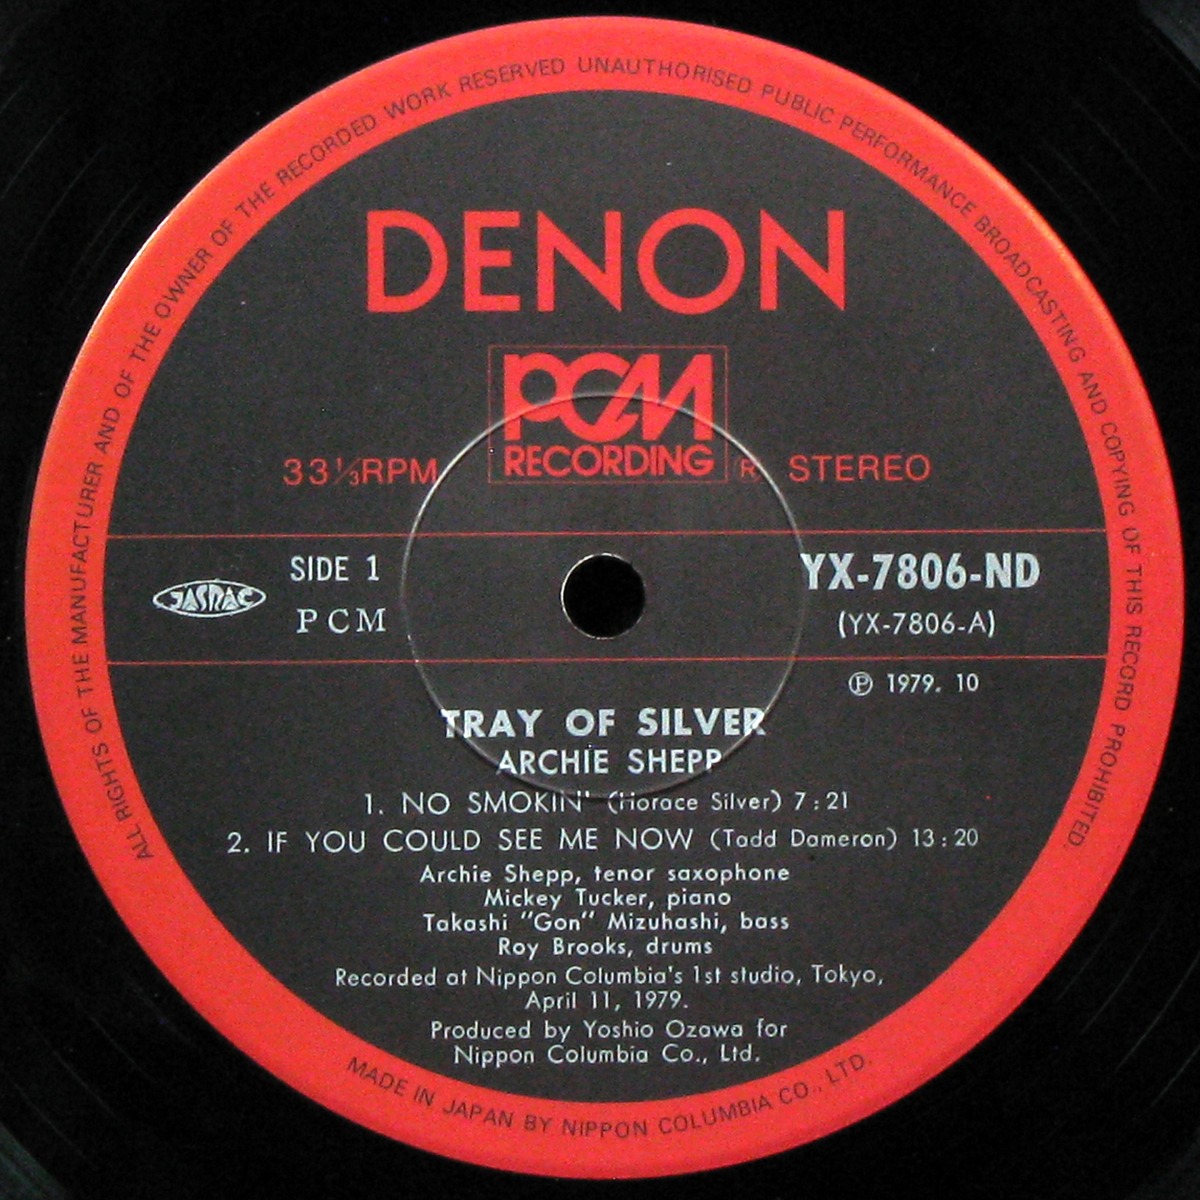 ALL RIGHTS OF THE MANUFACTURER AND OF THE OWNER OF THE RECORDED WORK RESERVED UNAUTHORISED PUBLIC PERFORMANCE BROADCASTING AND COPYING OF THIS RECORD PROHIBITED
DENON
PCM
RECORDING
33⅓RPM R STEREO
SIDE 1 YX-7806-ND
JASRAC
PCM (YX-7806-A)
℗ 1979. 10
TRAY OF SILVER
ARCHIE SHEPP
1. NO SMOKIN' (Horace Silver) 7:21
2. IF YOU COULD SEE ME NOW (Tadd Dameron) 13:20
Archie Shepp, tenor saxophone
Mickey Tucker, piano
Takashi "Gon" Mizuhashi, bass
Roy Brooks, drums
Recorded at Nippon Columbia's 1st studio, Tokyo,
April 11, 1979.
Produced by Yoshio Ozawa for
Nippon Columbia Co., Ltd.
MADE IN JAPAN BY NIPPON COLUMBIA CO., LTD.